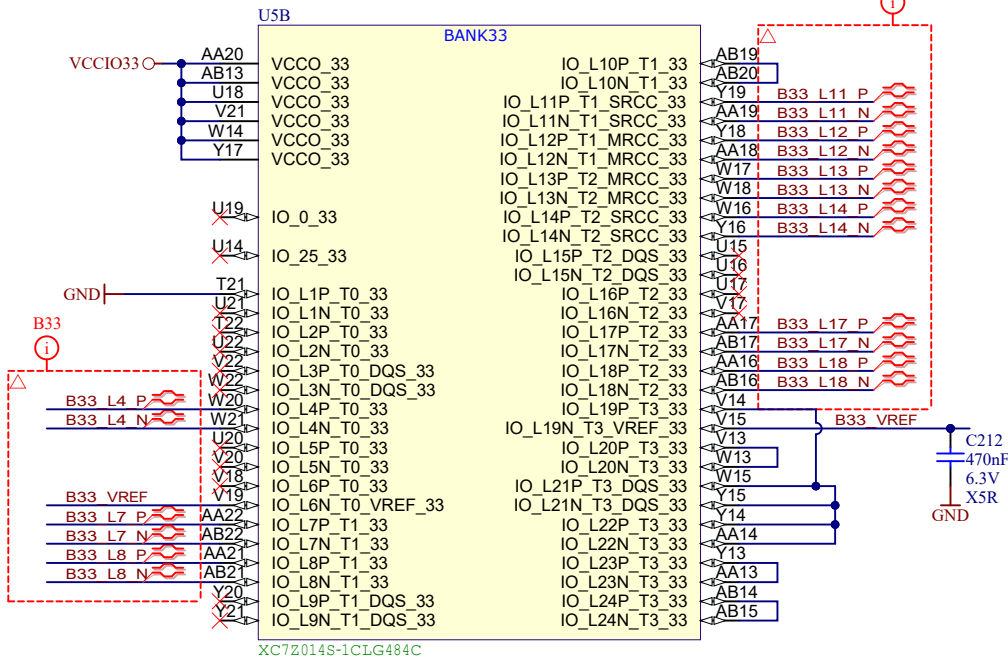 U5B
BANK33
VCCIO33
AA20 VCCO_33
AB13 VCCO_33
U18 VCCO_33
V21 VCCO_33
W14 VCCO_33
Y17 VCCO_33
U19 IO_0_33
U14 IO_25_33
GND T21 IO_L1P_T0_33
U21 IO_L1N_T0_33
T22 IO_L2P_T0_33
U22 IO_L2N_T0_33
V22 IO_L3P_T0_DQS_33
W22 IO_L3N_T0_DQS_33
B33
i
B33_L4_P W20 IO_L4P_T0_33
B33_L4_N W21 IO_L4N_T0_33
U20 IO_L5P_T0_33
V20 IO_L5N_T0_33
V18 IO_L6P_T0_33
B33_VREF V19 IO_L6N_T0_VREF_33
B33_L7_P AA22 IO_L7P_T1_33
B33_L7_N AB22 IO_L7N_T1_33
B33_L8_P AA21 IO_L8P_T1_33
B33_L8_N AB21 IO_L8N_T1_33
Y20 IO_L9P_T1_DQS_33
Y21 IO_L9N_T1_DQS_33
i
IO_L10P_T1_33 AB19
IO_L10N_T1_33 AB20
IO_L11P_T1_SRCC_33 Y19 B33_L11_P
IO_L11N_T1_SRCC_33 AA19 B33_L11_N
IO_L12P_T1_MRCC_33 Y18 B33_L12_P
IO_L12N_T1_MRCC_33 AA18 B33_L12_N
IO_L13P_T2_MRCC_33 W17 B33_L13_P
IO_L13N_T2_MRCC_33 W18 B33_L13_N
IO_L14P_T2_SRCC_33 W16 B33_L14_P
IO_L14N_T2_SRCC_33 Y16 B33_L14_N
IO_L15P_T2_DQS_33 U15
IO_L15N_T2_DQS_33 U16
IO_L16P_T2_33 U17
IO_L16N_T2_33 V17
IO_L17P_T2_33 AA17 B33_L17_P
IO_L17N_T2_33 AB17 B33_L17_N
IO_L18P_T2_33 AA16 B33_L18_P
IO_L18N_T2_33 AB16 B33_L18_N
IO_L19P_T3_33 V14
IO_L19N_T3_VREF_33 V15 B33_VREF
IO_L20P_T3_33 V13
IO_L20N_T3_33 W13
IO_L21P_T3_DQS_33 W15
IO_L21N_T3_DQS_33 Y15
IO_L22P_T3_33 Y14
IO_L22N_T3_33 AA14
IO_L23P_T3_33 Y13
IO_L23N_T3_33 AA13
IO_L24P_T3_33 AB14
IO_L24N_T3_33 AB15
C212
470nF
6.3V
X5R
GND
XC7Z014S-1CLG484C